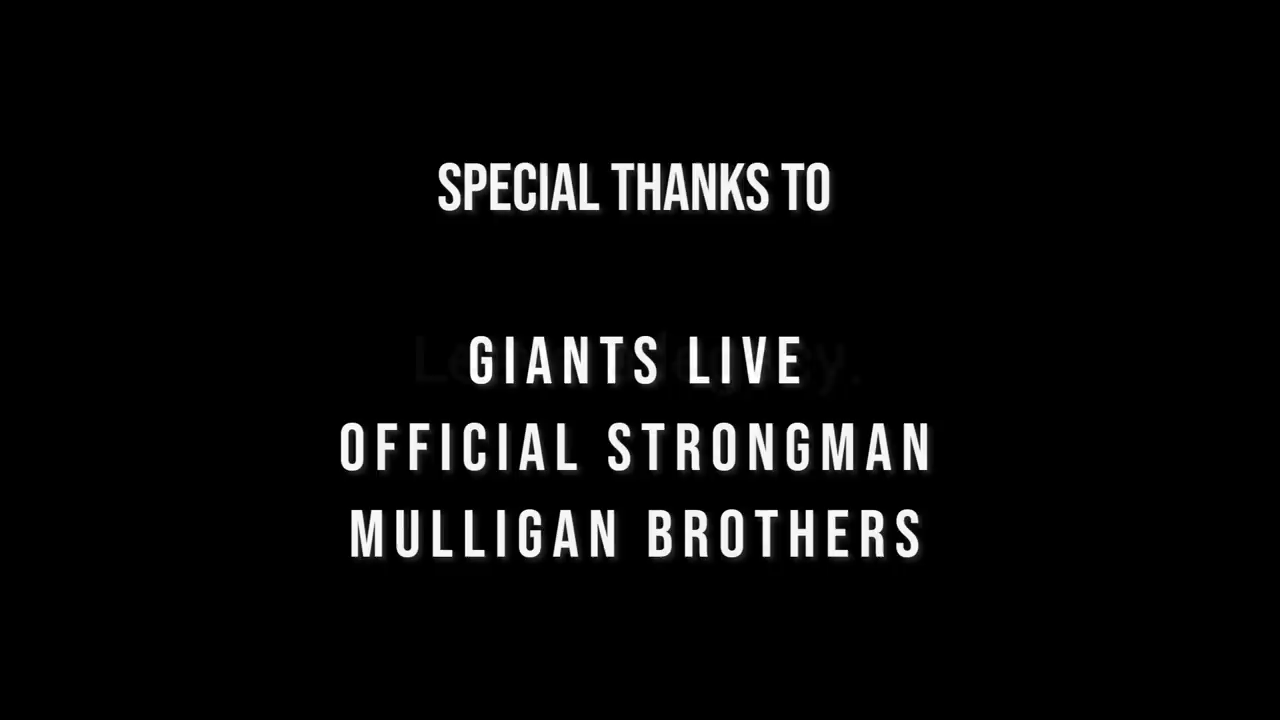 SPECIAL THANKS TO
GIANTS LIVE
OFFICIAL STRONGMAN
MULLIGAN BROTHERS